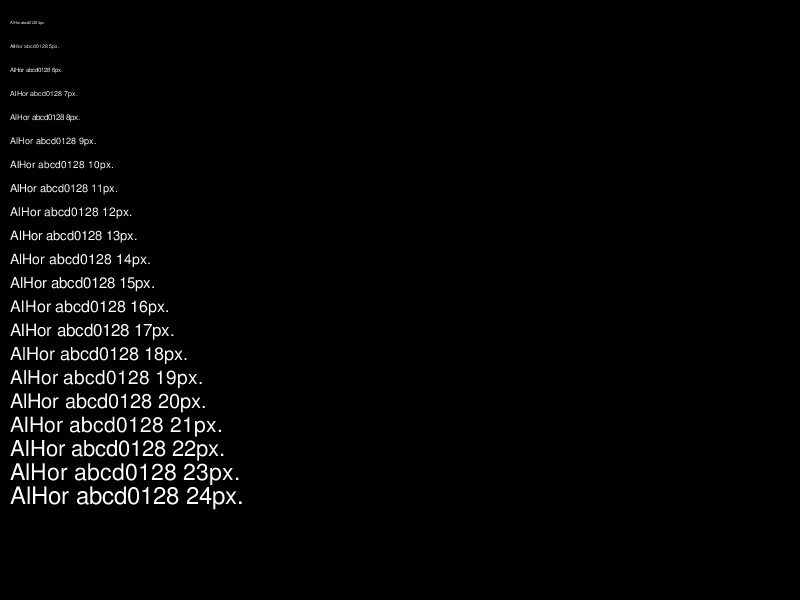 AlHor abcd0128 4px.
AlHor abcd0128 5px.
AlHor abcd0128 6px.
AlHor abcd0128 7px.
AlHor abcd0128 8px.
AlHor abcd0128 9px.
AlHor abcd0128 10px.
AlHor abcd0128 11px.
AlHor abcd0128 12px.
AlHor abcd0128 13px.
AlHor abcd0128 14px.
AlHor abcd0128 15px.
AlHor abcd0128 16px.
AlHor abcd0128 17px.
AlHor abcd0128 18px.
AlHor abcd0128 19px.
AlHor abcd0128 20px.
AlHor abcd0128 21px.
AlHor abcd0128 22px.
AlHor abcd0128 23px.
AlHor abcd0128 24px.